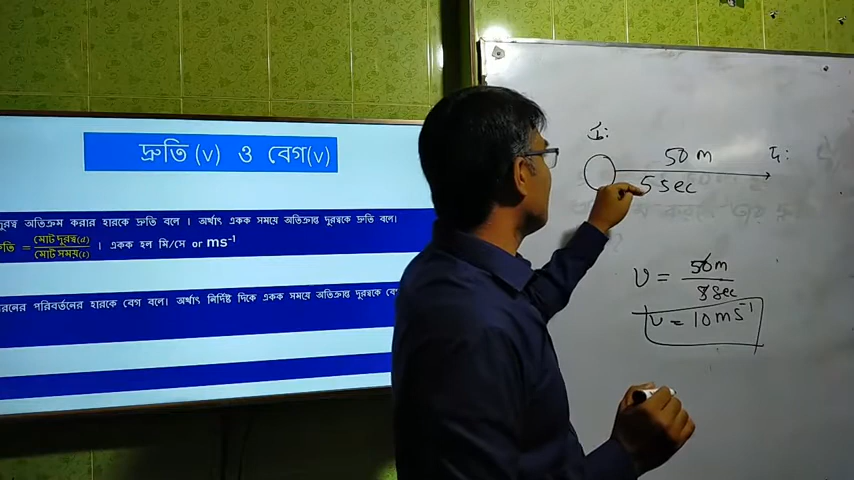 দ্রুতি (v) ও বেগ(v)
দূরত্ব অতিক্রম করার হারকে দ্রুতি বলে । অর্থাৎ একক সময়ে অতিক্রান্ত দূরত্বকে দ্রুতি বলে।
= মোট দূরত্ব(d) / মোট সময়(t) । একক হল মি/সে or ms⁻¹
পরিবর্তনের হারকে বেগ বলে। অর্থাৎ নির্দিষ্ট দিকে একক সময়ে অতিক্রান্ত দূরত্বকে
50 m
5 sec
v = 50m / 5 sec
v = 10 ms⁻¹